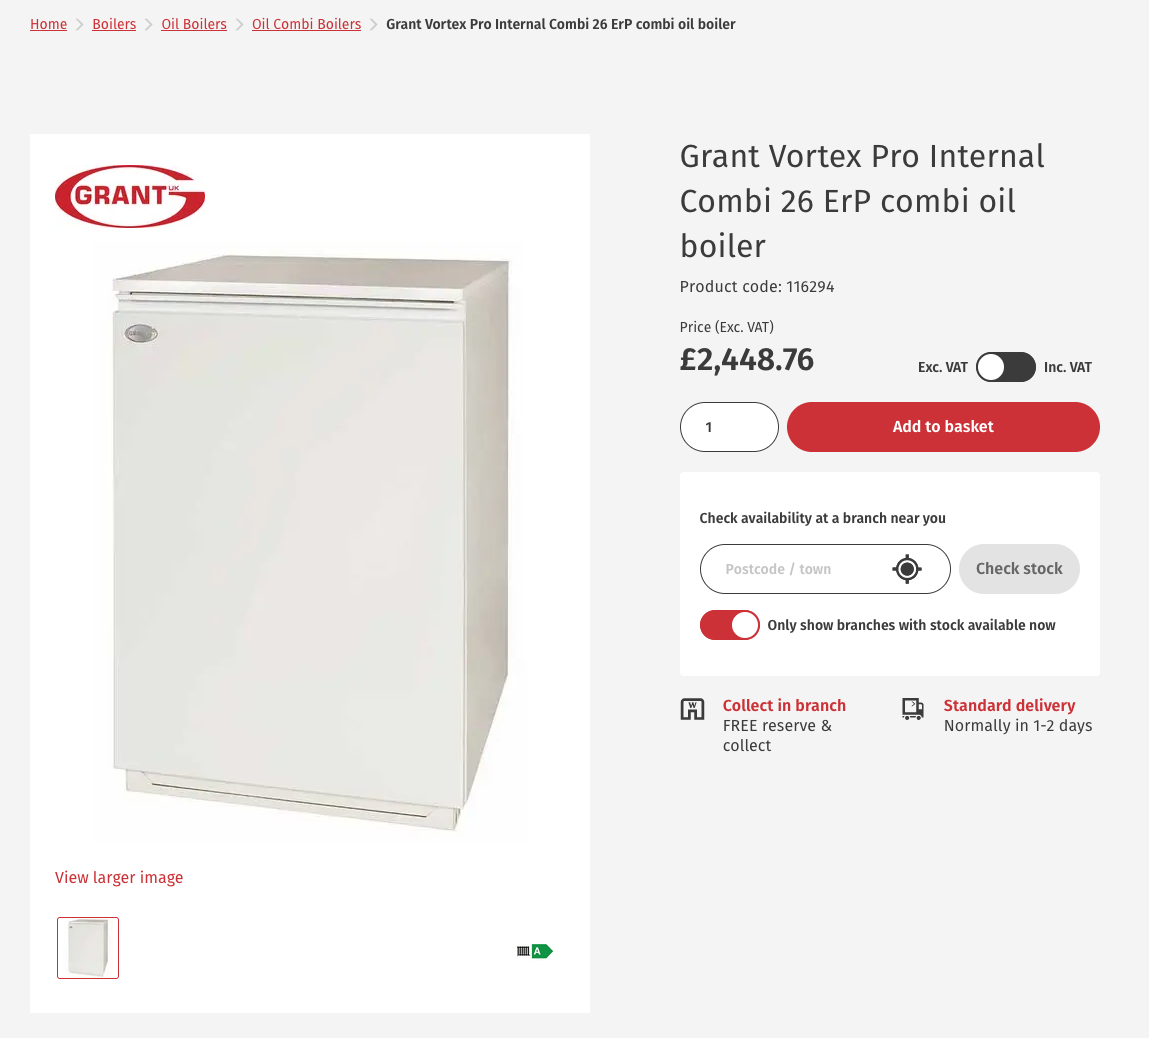 Home Boilers Oil Boilers Oil Combi Boilers Grant Vortex Pro Internal Combi 26 ErP combi oil boiler
GRANT UK
View larger image
A
Grant Vortex Pro Internal
Combi 26 ErP combi oil
boiler
Product code: 116294
Price (Exc. VAT)
£2,448.76
Exc. VAT Inc. VAT
1 Add to basket
Check availability at a branch near you
Postcode / town Check stock
Only show branches with stock available now
W
Collect in branch
FREE reserve &
collect
Standard delivery
Normally in 1-2 days